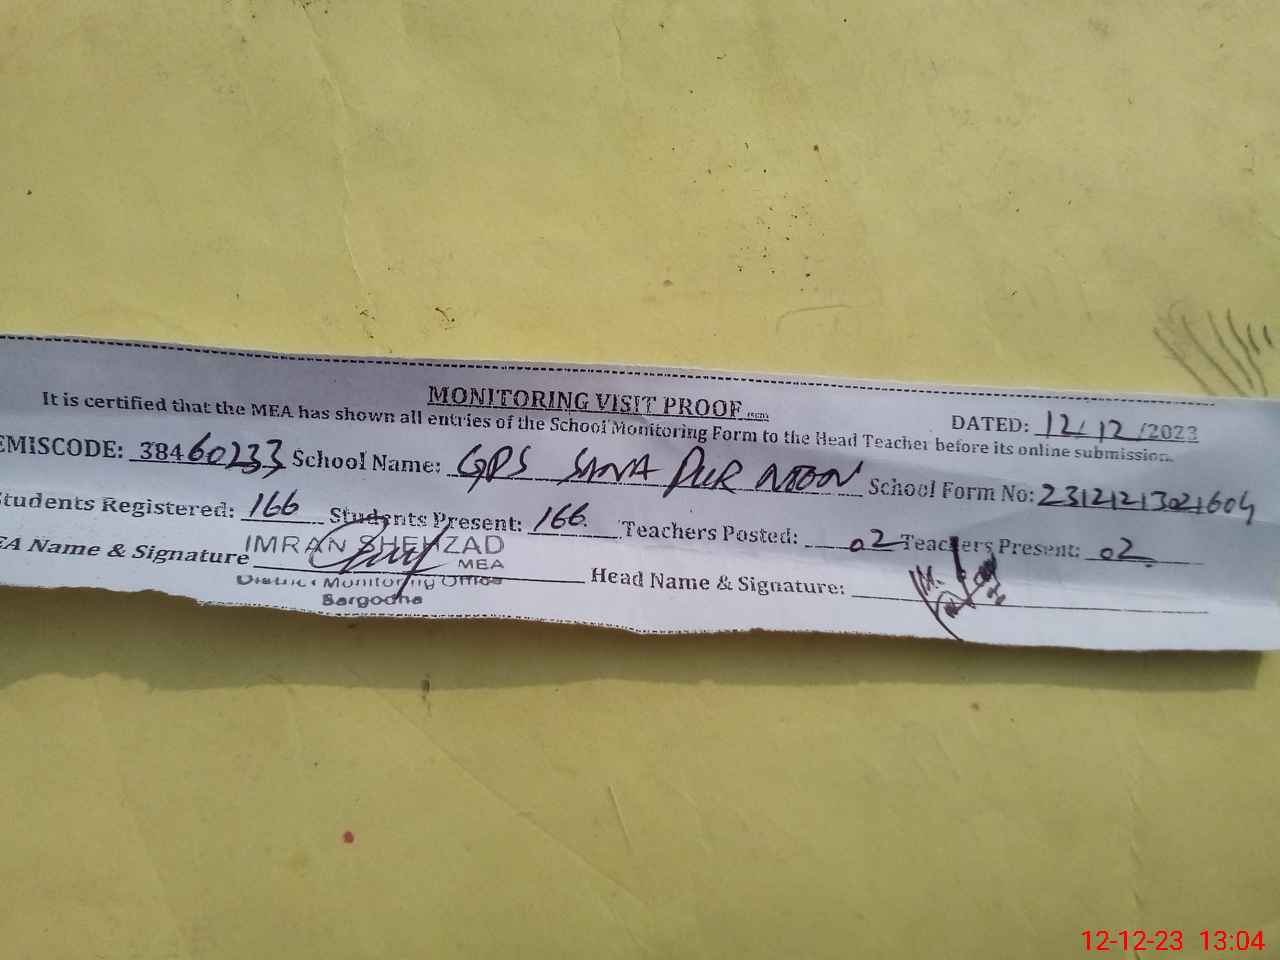 MONITORING VISIT PROOF
DATED: 12/12/2023
It is certified that the MEA has shown all entries of the School Monitoring Form to the Head Teacher before its online submission.
EMISCODE: 38460233 School Name: GPS SANA PUR NOON School Form No: 23121213021604
Students Registered: 166 Students Present: 166 Teachers Posted: 02 Teachers Present: 02
EA Name & Signature IMRAN SHEHZAD Head Name & Signature:
MEA
District Monitoring Office
Sargodha
12-12-23 13:04